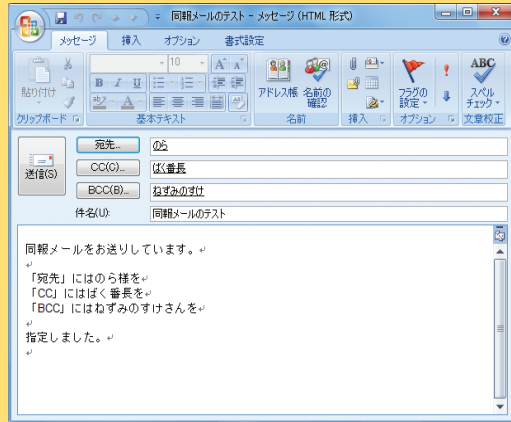 同報メールのテスト - メッセージ (HTML 形式)
メッセージ 挿入 オプション 書式設定
貼り付け
クリップボード
10 A A
B I U
ab A
基本テキスト
アドレス帳 名前の確認
名前
挿入
フラグの設定
オプション
ABC
スペルチェック
文章校正
送信(S)
宛先... のら
CC(C)... ばく番長
BCC(B)... ねずみのすけ
件名(U): 同報メールのテスト
同報メールをお送りしています。
「宛先」にはのら様を
「CC」にはばく番長を
「BCC」にはねずみのすけさんを
指定しました。